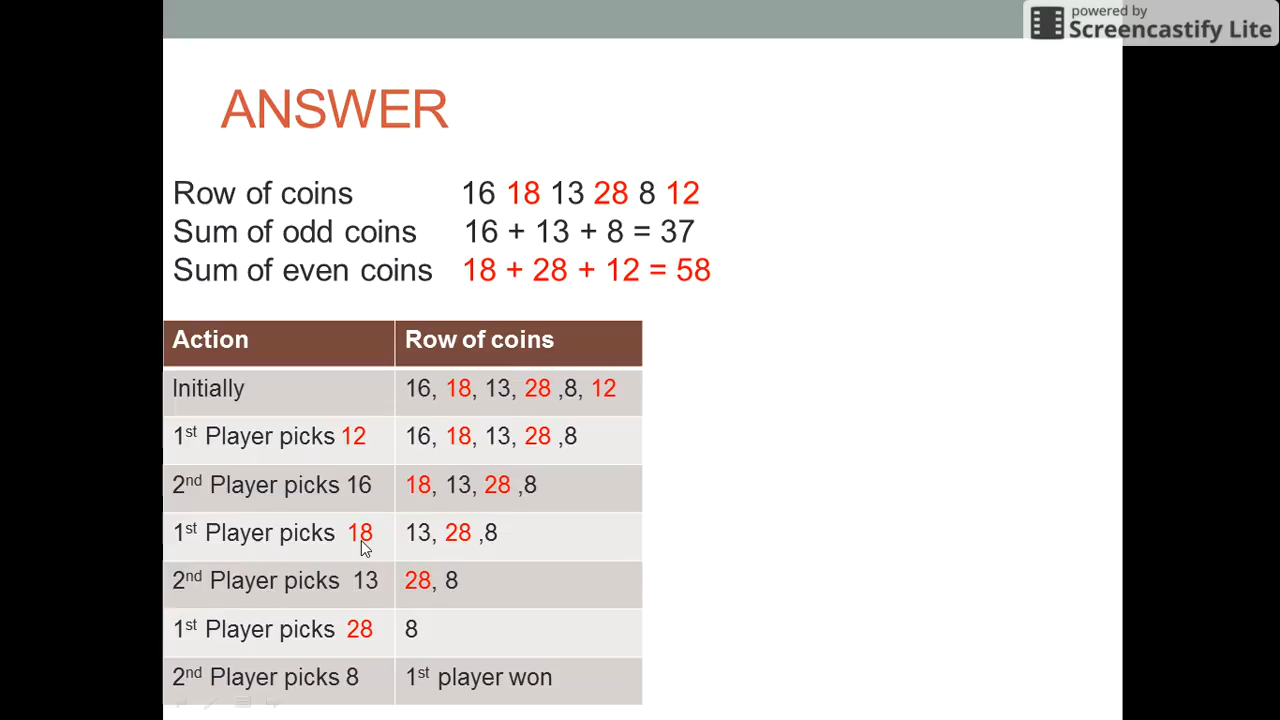 powered by
Screencastify Lite
ANSWER
Row of coins 16 18 13 28 8 12
Sum of odd coins 16 + 13 + 8 = 37
Sum of even coins 18 + 28 + 12 = 58
Action Row of coins
Initially 16, 18, 13, 28 ,8, 12
1st Player picks 12 16, 18, 13, 28 ,8
2nd Player picks 16 18, 13, 28 ,8
1st Player picks 18 13, 28 ,8
2nd Player picks 13 28, 8
1st Player picks 28 8
2nd Player picks 8 1st player won